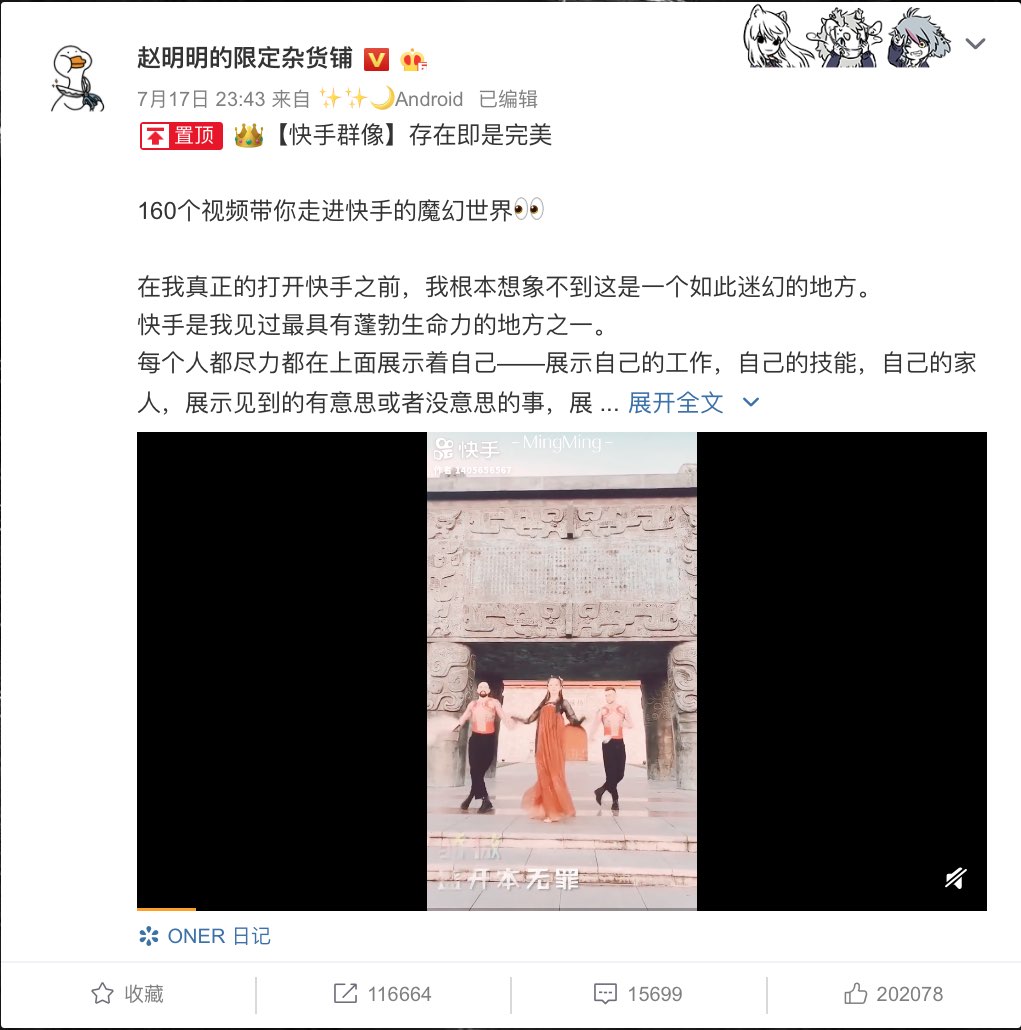 赵明明的限定杂货铺
7月17日 23:43 来自 ✨✨🌙Android 已编辑
置顶 👑【快手群像】存在即是完美
160个视频带你走进快手的魔幻世界👀
在我真正的打开快手之前，我根本想象不到这是一个如此迷幻的地方。
快手是我见过最具有蓬勃生命力的地方之一。
每个人都尽力都在上面展示着自己——展示自己的工作，自己的技能，自己的家
人，展示见到的有意思或者没意思的事，展 ... 展开全文
快手 -MingMing-
开本无罪
ONER 日记
收藏 116664 15699 202078